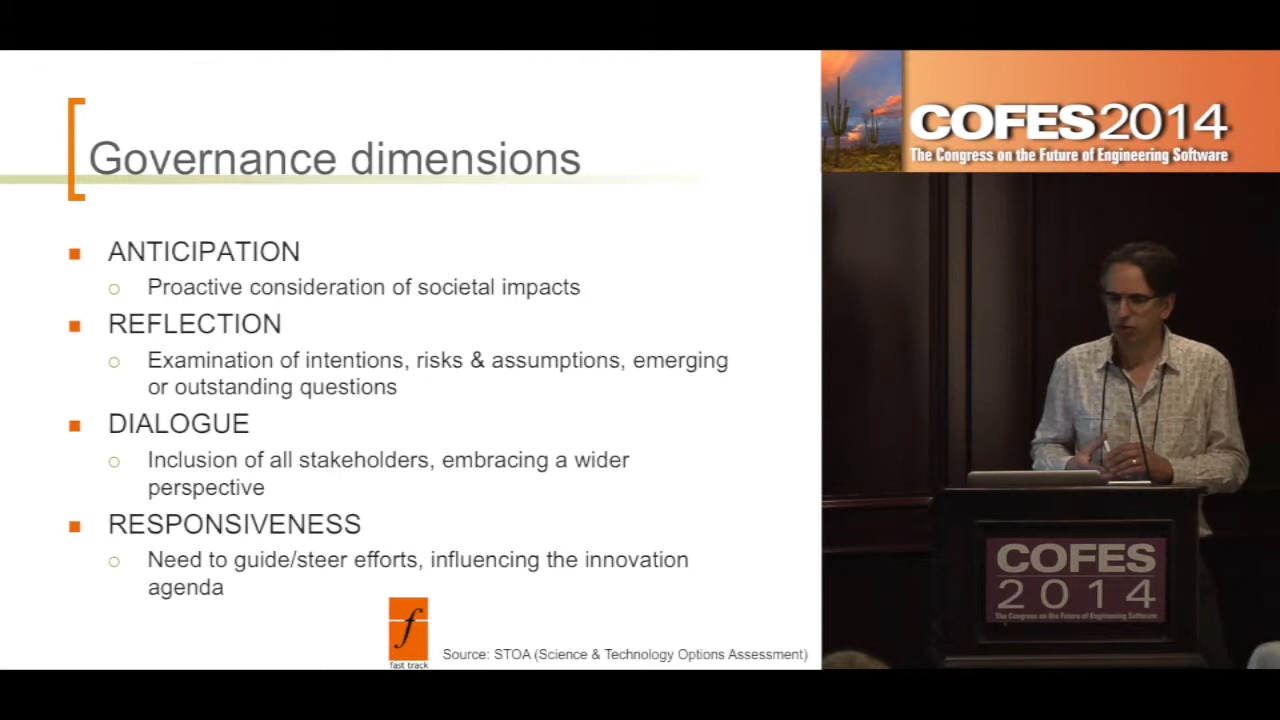 Governance dimensions
ANTICIPATION
Proactive consideration of societal impacts
REFLECTION
Examination of intentions, risks & assumptions, emerging
or outstanding questions
DIALOGUE
Inclusion of all stakeholders, embracing a wider
perspective
RESPONSIVENESS
Need to guide/steer efforts, influencing the innovation
agenda
f
fast track
Source: STOA (Science & Technology Options Assessment)
COFES2014
The Congress on the Future of Engineering Software
COFES
2014
The Congress on the Future of Engineering Software